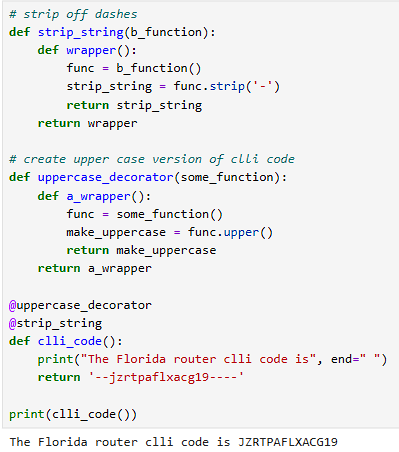 # strip off dashes
def strip_string(b_function):
    def wrapper():
        func = b_function()
        strip_string = func.strip('-')
        return strip_string
    return wrapper

# create upper case version of clli code
def uppercase_decorator(some_function):
    def a_wrapper():
        func = some_function()
        make_uppercase = func.upper()
        return make_uppercase
    return a_wrapper

@uppercase_decorator
@strip_string
def clli_code():
    print("The Florida router clli code is", end=" ")
    return '--jzrtpaflxacg19----'

print(clli_code())
The Florida router clli code is JZRTPAFLXACG19